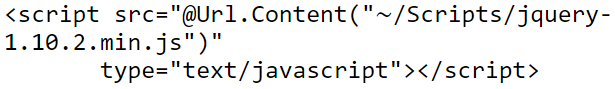 <script src="@Url.Content("~/Scripts/jquery-
1.10.2.min.js")"
type="text/javascript"></script>